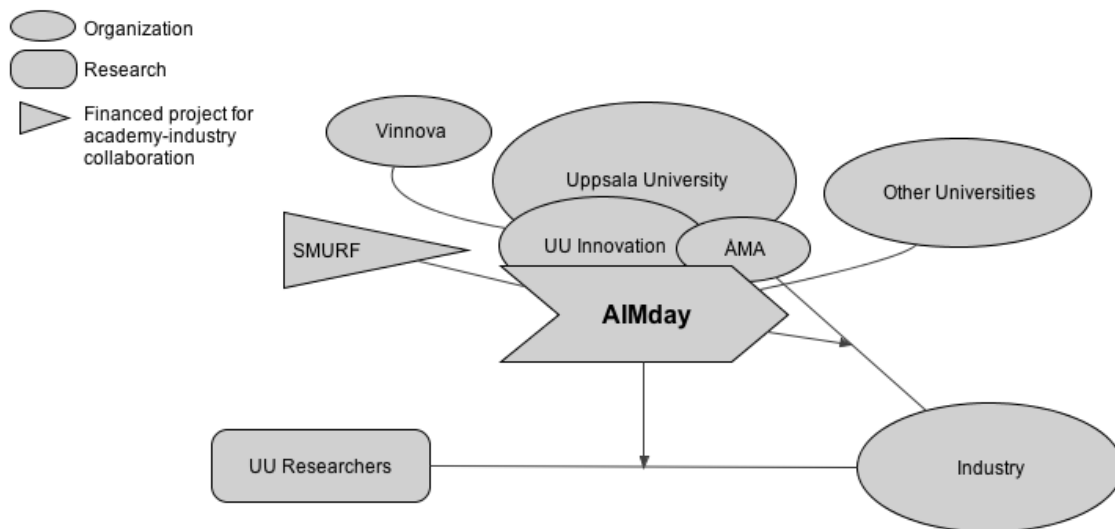 Organization
Research
Financed project for
academy-industry
collaboration
Vinnova
Uppsala University
Other Universities
SMURF
UU Innovation
ÅMA
AIMday
UU Researchers
Industry